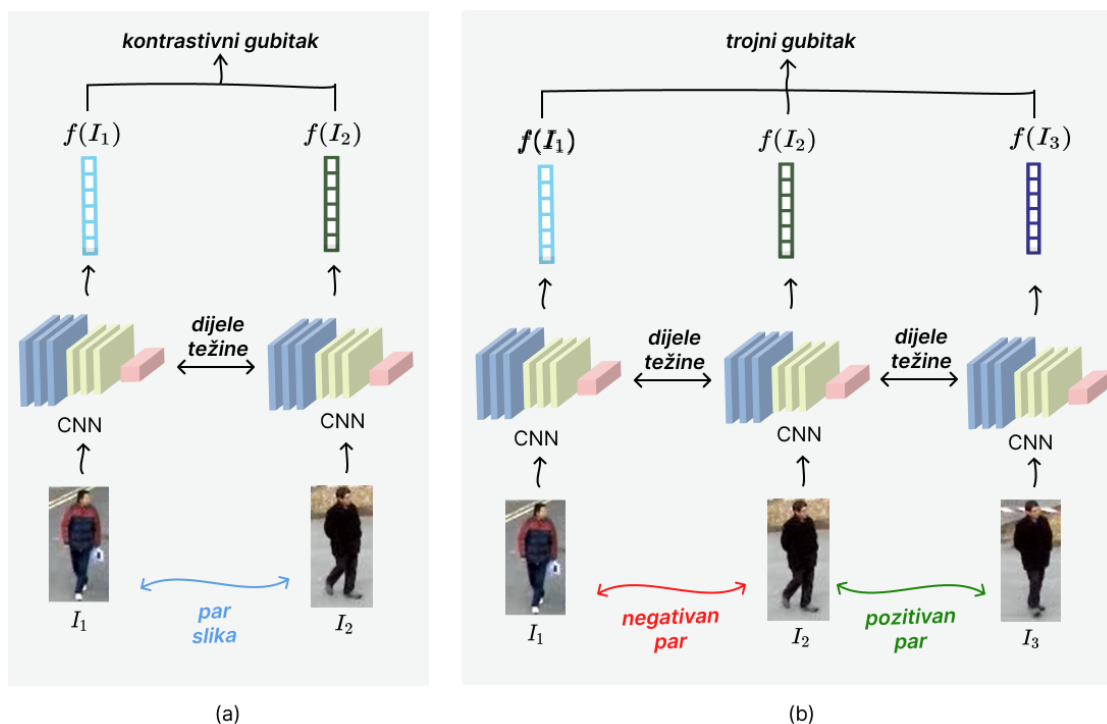 kontrastivni gubitak
f(I₁)
f(I₂)
dijele
težine
CNN
CNN
I₁
par
slika
I₂
(a)
trojni gubitak
f(I₁)
f(I₂)
f(I₃)
dijele
težine
dijele
težine
CNN
CNN
CNN
I₁
negativan
par
I₂
pozitivan
par
I₃
(b)